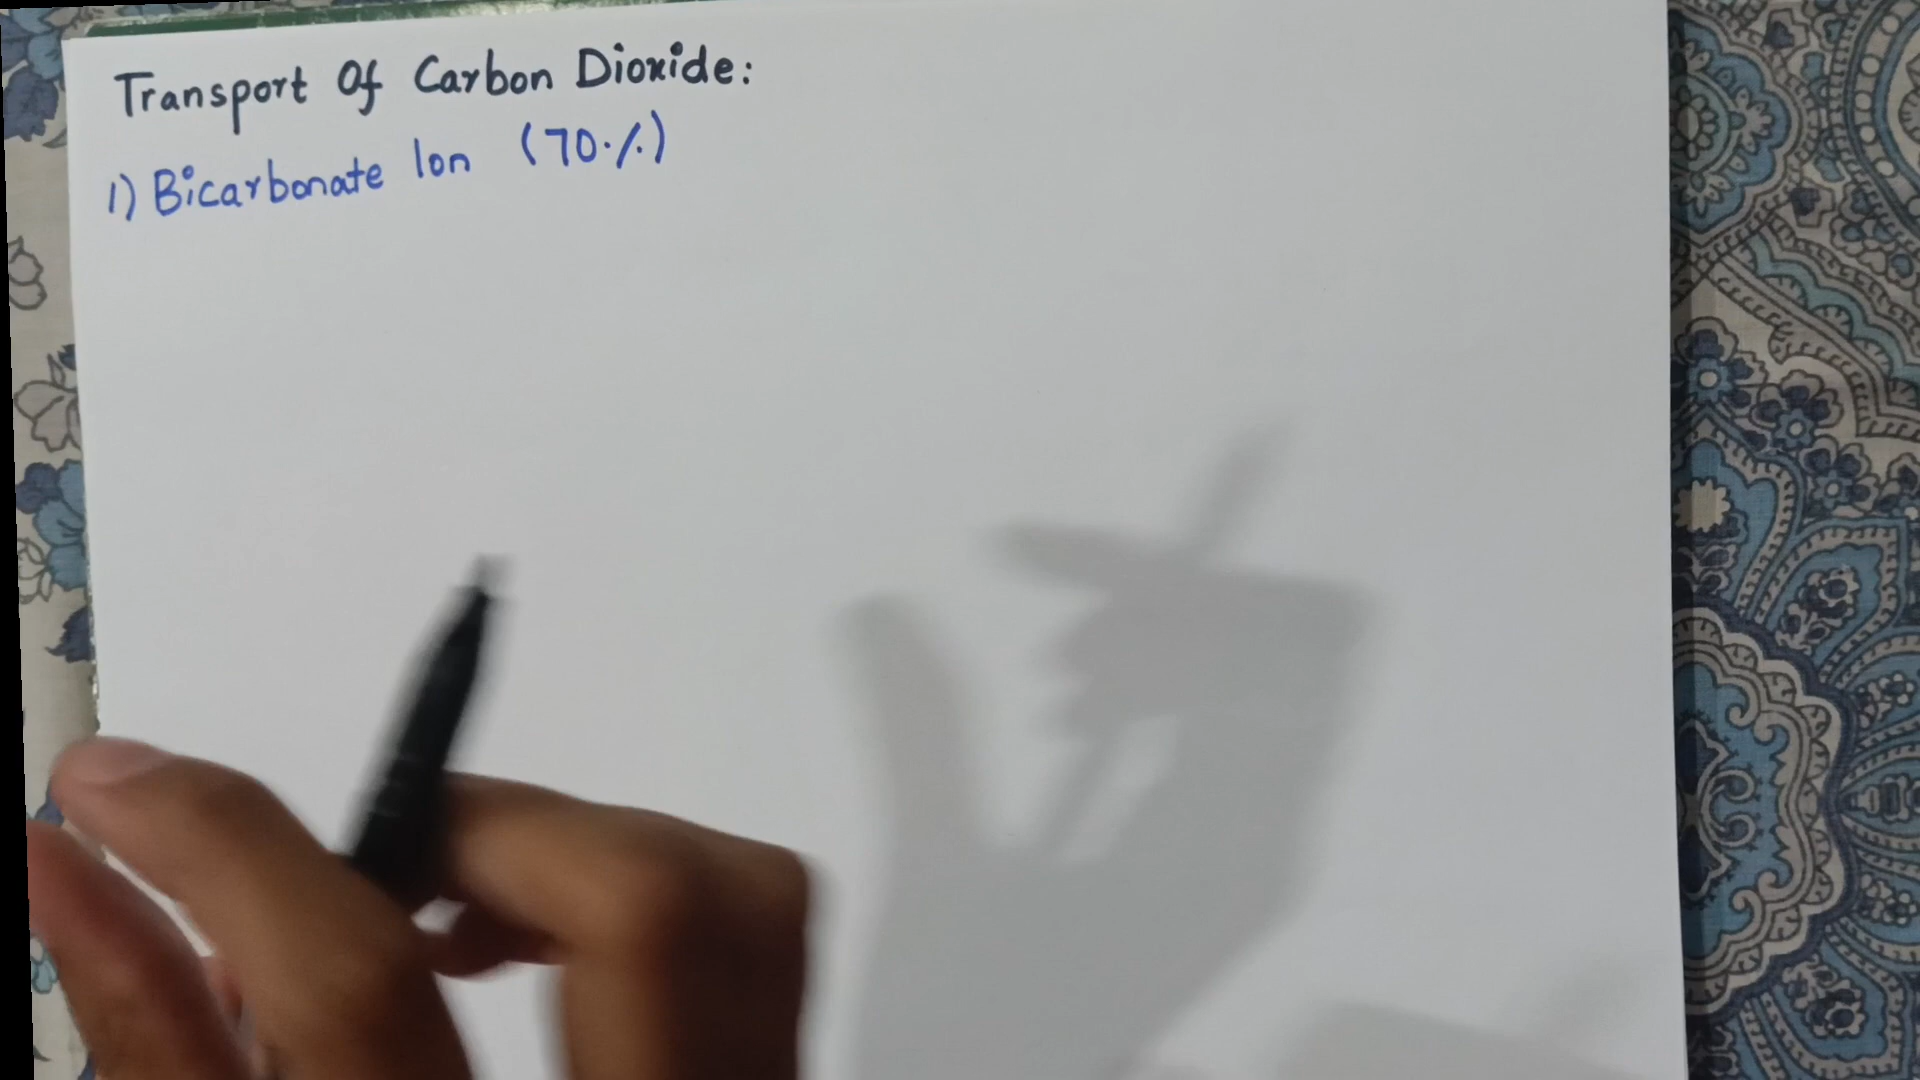 Transport Of Carbon Dioxide:
1) Bicarbonate Ion (70%)